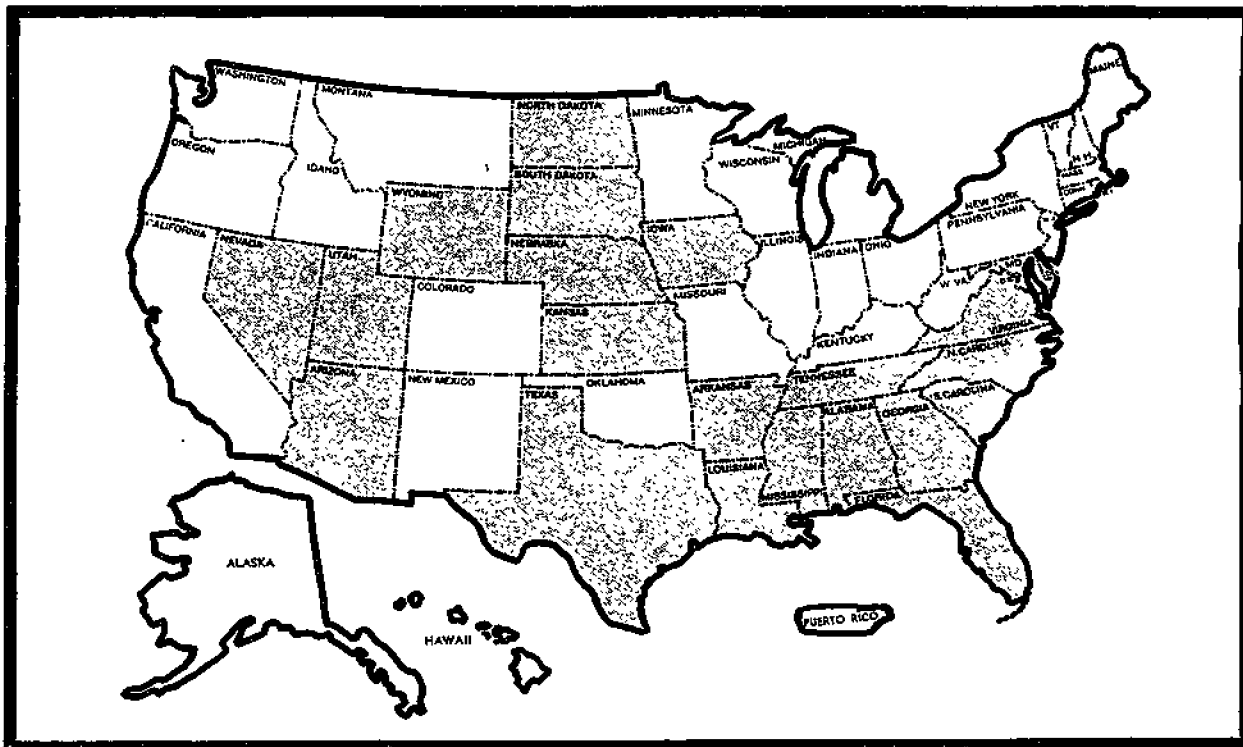 WASHINGTON
MONTANA
NORTH DAKOTA
MINNESOTA
MAINE
OREGON
IDAHO
MICHIGAN
WISCONSIN
VT
N.H.
SOUTH DAKOTA
WYOMING
NEW YORK
PENNSYLVANIA
CALIFORNIA
NEVADA
UTAH
NEBRASKA
IOWA
ILLINOIS
INDIANA
OHIO
COLORADO
MISSOURI
W. VA.
MD.
KANSAS
KENTUCKY
VIRGINIA
N. CAROLINA
ARIZONA
NEW MEXICO
OKLAHOMA
TEXAS
ARKANSAS
TENNESSEE
S. CAROLINA
ALABAMA
GEORGIA
LOUISIANA
MISSISSIPPI
FLORIDA
ALASKA
HAWAII
PUERTO RICO